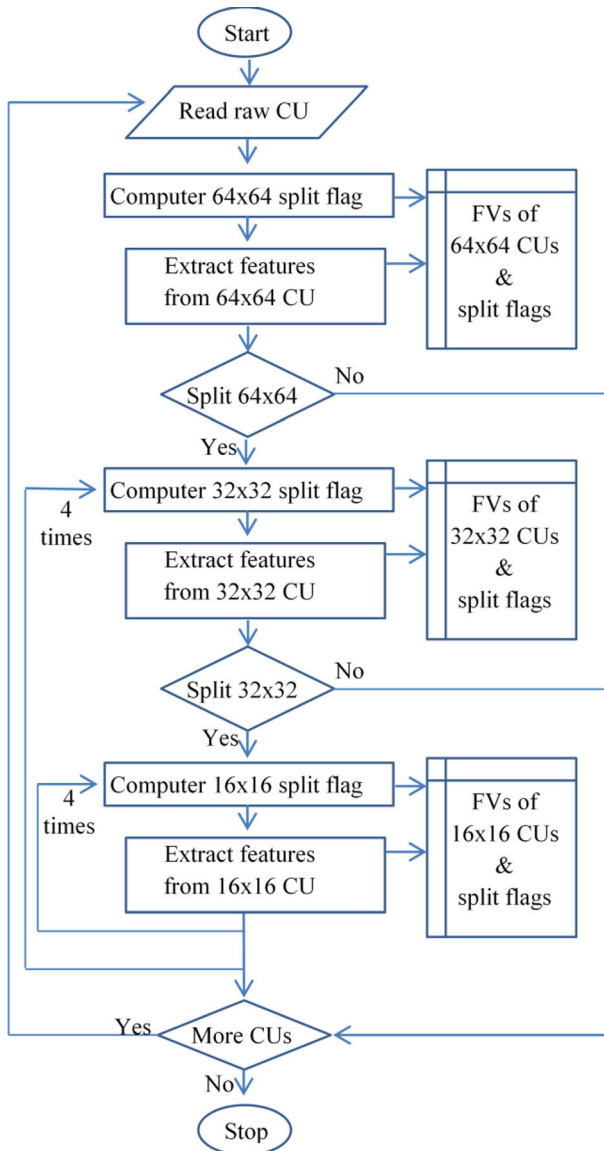 Start
Read raw CU
Computer 64x64 split flag
Extract features
from 64x64 CU
FVs of
64x64 CUs
&
split flags
Split 64x64
No
Yes
Computer 32x32 split flag
4
times
Extract features
from 32x32 CU
FVs of
32x32 CUs
&
split flags
Split 32x32
No
Yes
Computer 16x16 split flag
4
times
Extract features
from 16x16 CU
FVs of
16x16 CUs
&
split flags
More CUs
Yes
No
Stop